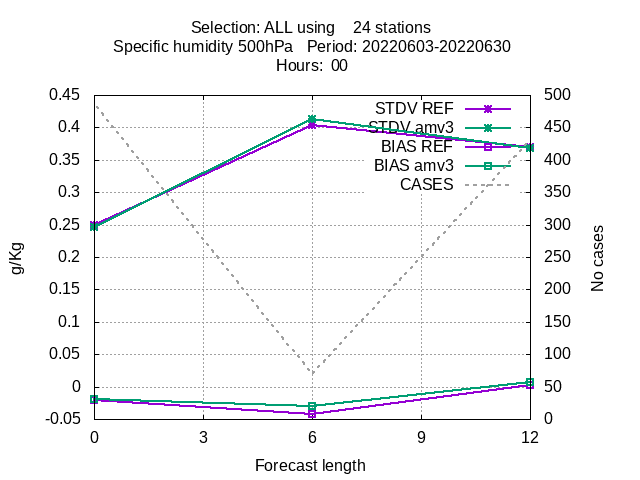 Selection: ALL using    24 stations
Specific humidity 500hPa   Period: 20220603-20220630
Hours:  00
0.45
0.4
0.35
0.3
0.25
0.2
0.15
0.1
0.05
0
-0.05
g/Kg
STDV REF
STDV amv3
BIAS REF
BIAS amv3
CASES
500
450
400
350
300
250
200
150
100
50
0
No cases
0 3 6 9 12
Forecast length